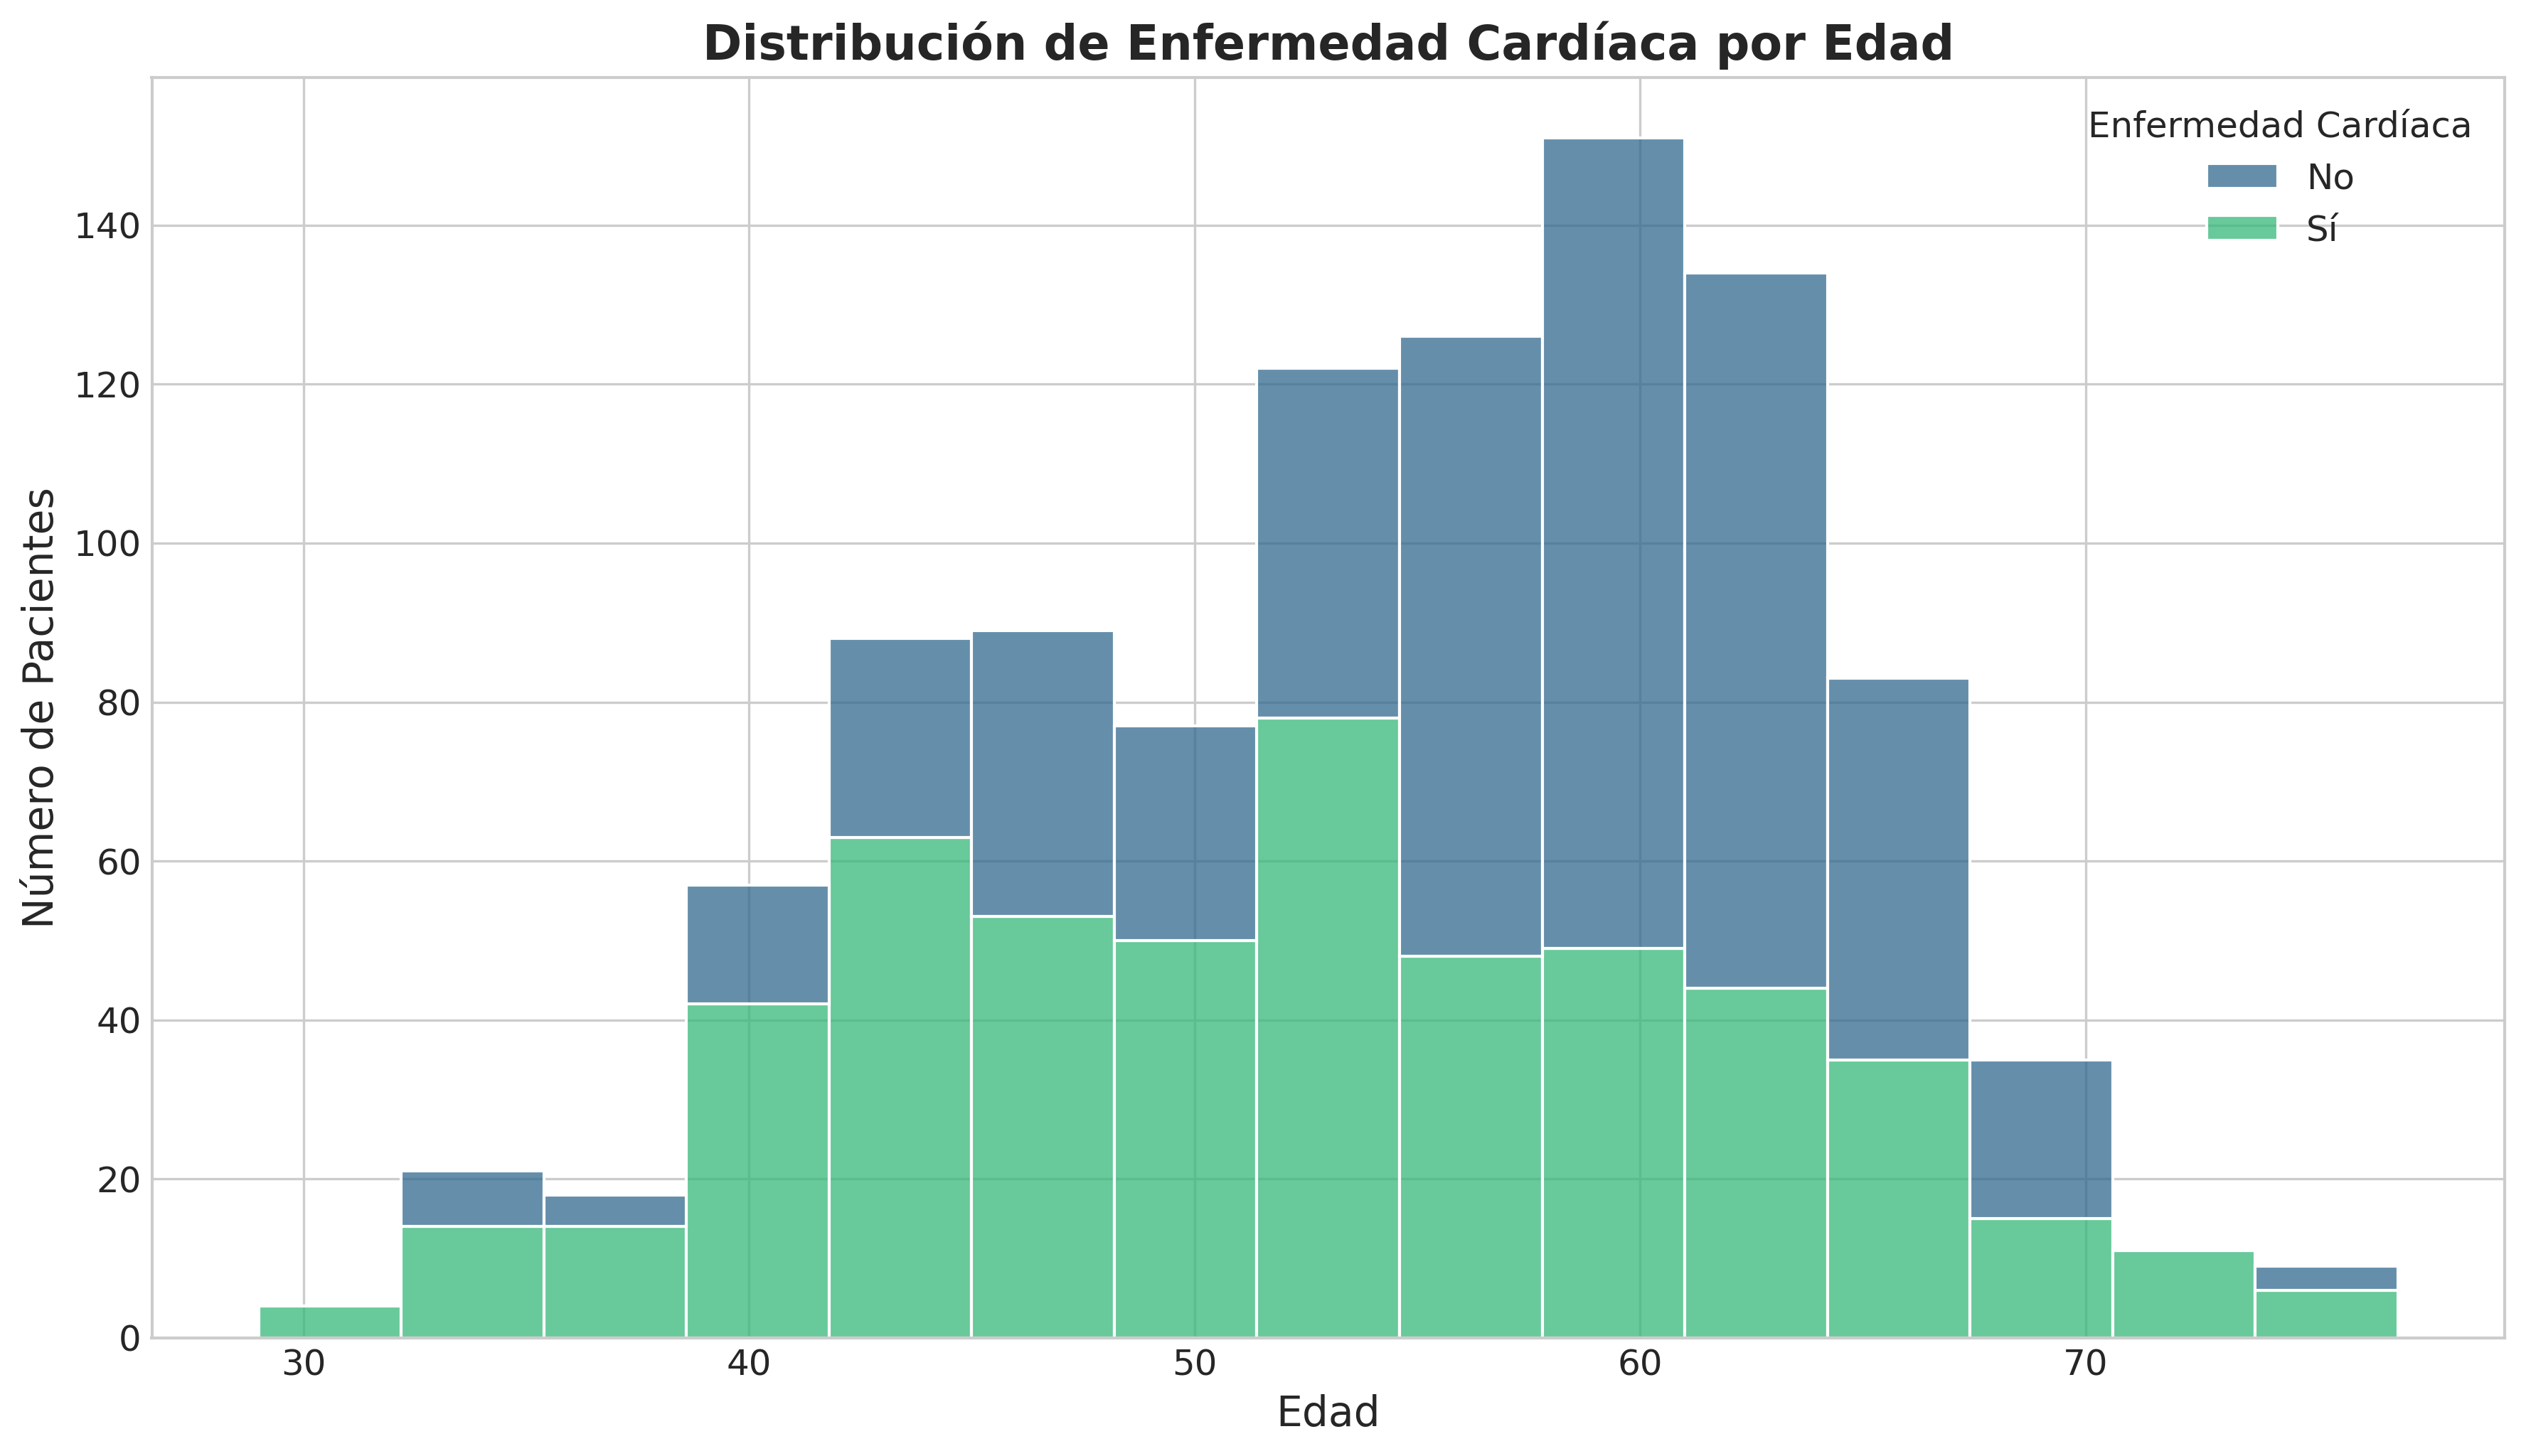 Distribución de Enfermedad Cardíaca por Edad
Enfermedad Cardíaca
No
Sí
Número de Pacientes
140
120
100
80
60
40
20
0
30 40 50 60 70
Edad